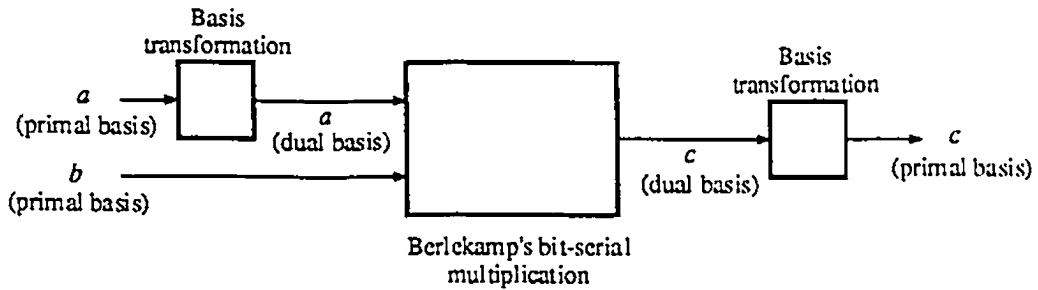 Basis
transformation
a
(primal basis)
a
(dual basis)
b
(primal basis)
Berlekamp's bit-serial
multiplication
c
(dual basis)
Basis
transformation
c
(primal basis)